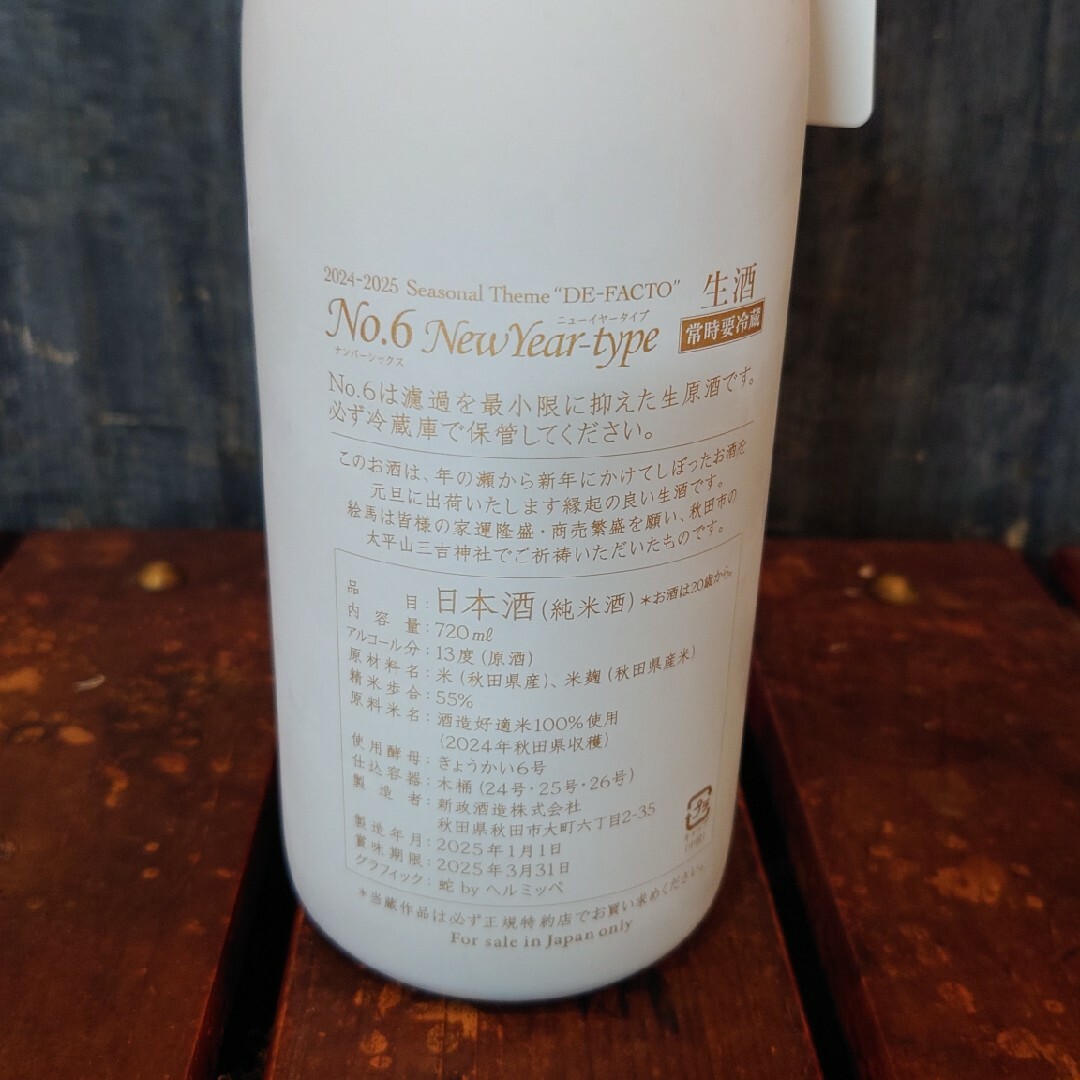 2024-2025 Seasonal Theme "DE-FACTO"
生酒
No.6 NewYear-type
ナンバーシックス
ニューイヤータイプ
常時要冷蔵
No.6は濾過を最小限に抑えた生原酒です。
必ず冷蔵庫で保管してください。
このお酒は、年の瀬から新年にかけてしぼったお酒を
元旦に出荷いたします縁起の良い生酒です。
絵馬は皆様の家運隆盛・商売繁盛を願い、秋田市の
太平山三吉神社でご祈祷いただいたものです。
品目:日本酒(純米酒)*お酒は20歳から。
内容量:720ml
アルコール分:13度(原酒)
原材料名:米(秋田県産)、米麹(秋田県産米)
精米歩合:55%
原料米名:酒造好適米100%使用
(2024年秋田県収穫)
使用酵母:きょうかい6号
仕込容器:木桶(24号・25号・26号)
製造者:新政酒造株式会社
秋田県秋田市大町六丁目2-35
製造年月:2025年1月1日
賞味期限:2025年3月31日
グラフィック:蛇 by ヘルミッペ
*当蔵作品は必ず正規特約店でお買い求めください。
For sale in Japan only